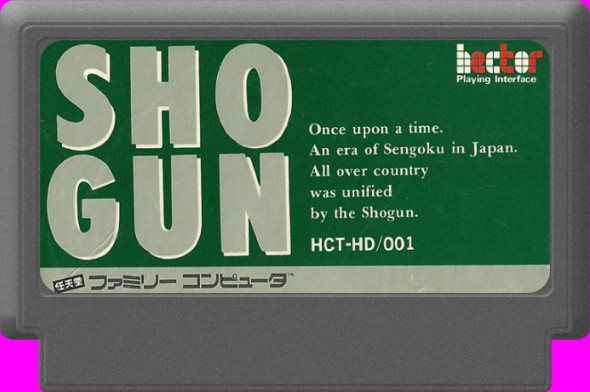 SHO
GUN
hector
Playing Interface
Once upon a time.
An era of Sengoku in Japan.
All over country
was unified
by the Shogun.
HCT-HD/001
任天堂 ファミリー コンピュータ™